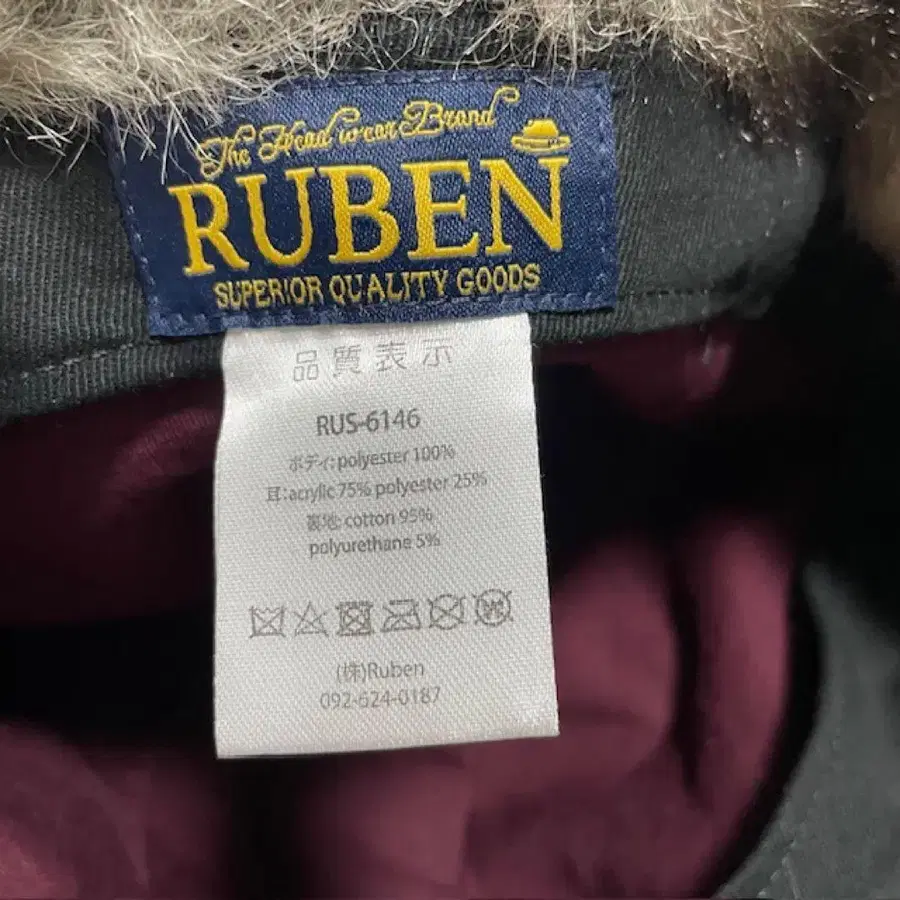 The Head wear Brand
RUBEN
SUPERIOR QUALITY GOODS
品質表示
RUS-6146
ボディ:polyester 100%
耳:acrylic 75% polyester 25%
裏地:cotton 95%
polyurethane 5%
(株)Ruben
092-624-0187